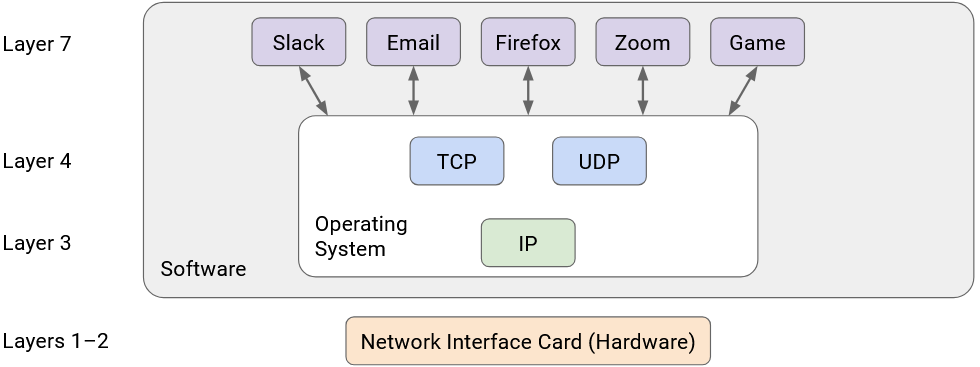 Layer 7
Slack
Email
Firefox
Zoom
Game
Layer 4
TCP
UDP
Operating
System
Layer 3
IP
Software
Layers 1–2
Network Interface Card (Hardware)